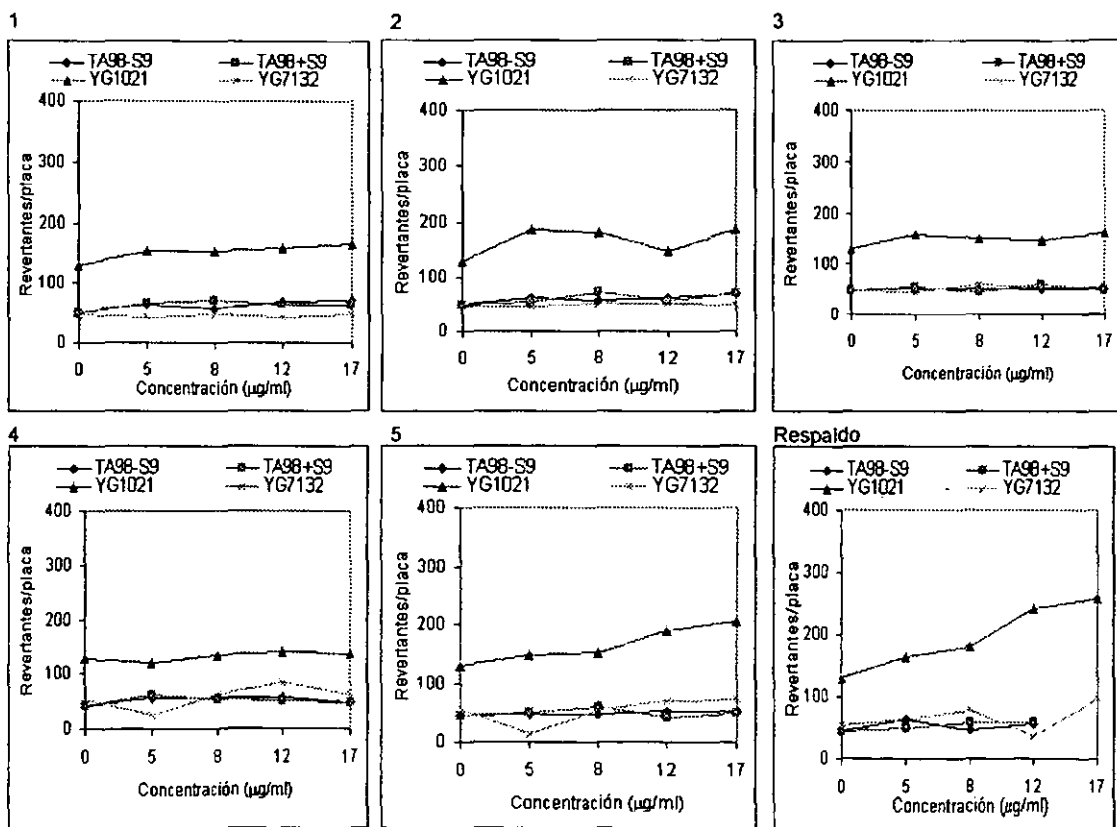 1
TA98-S9 TA98+S9
YG1021 YG7132
400
300
200
100
0
Revertantes/placa
0 5 8 12 17
Concentración (µg/ml)
2
TA98-S9 TA98+S9
YG1021 YG7132
400
300
200
100
0
Revertantes/placa
0 5 8 12 17
Concentración (µg/ml)
3
TA98-S9 TA98+S9
YG1021 YG7132
400
300
200
100
0
Revertantes/placa
0 5 8 12 17
Concentración (µg/ml)
4
TA98-S9 TA98+S9
YG1021 YG7132
400
300
200
100
0
Revertantes/placa
0 5 8 12 17
Concentración (µg/ml)
5
TA98-S9 TA98+S9
YG1021 YG7132
400
300
200
100
0
Revertantes/placa
0 5 8 12 17
Concentración (µg/ml)
Respaldo
TA98-S9 TA98+S9
YG1021 YG7132
400
300
200
100
0
Revertantes/placa
0 5 8 12 17
Concentración (µg/ml)